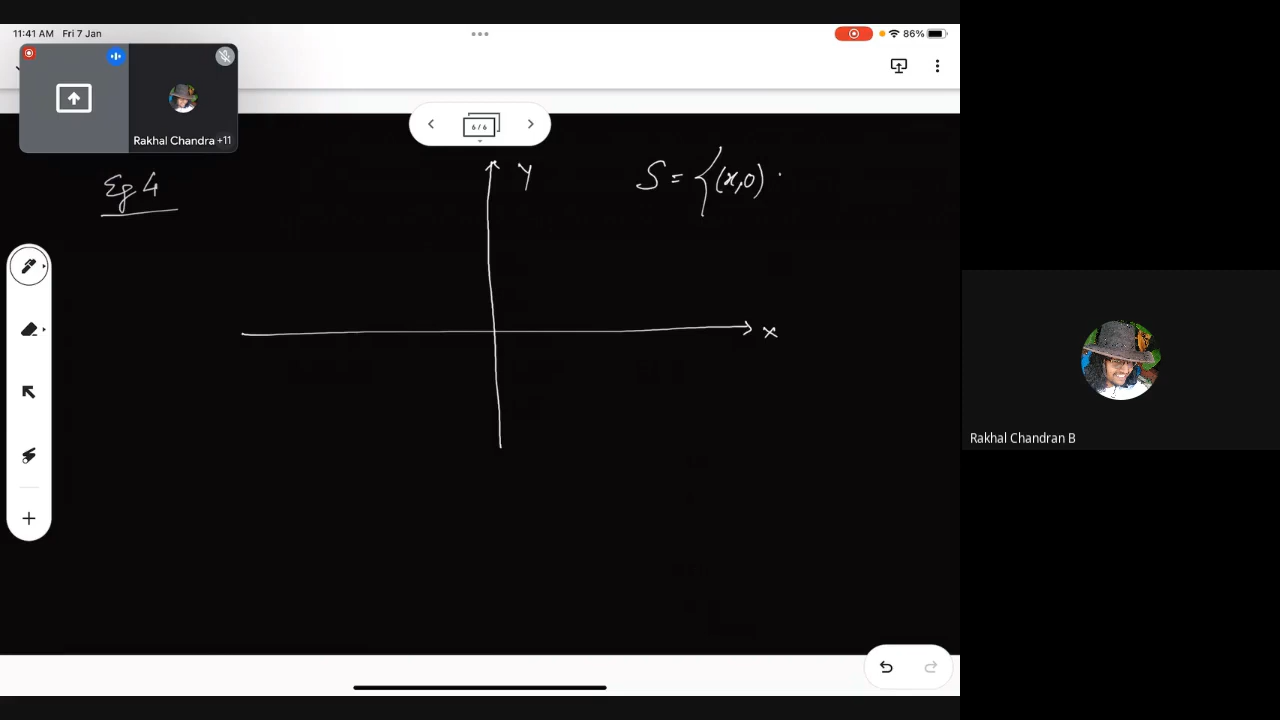 11:41 AM Fri 7 Jan
86%
Rakhal Chandra +11
6/6
Eg 4
Y
S = {(x,0)
x
Rakhal Chandran B